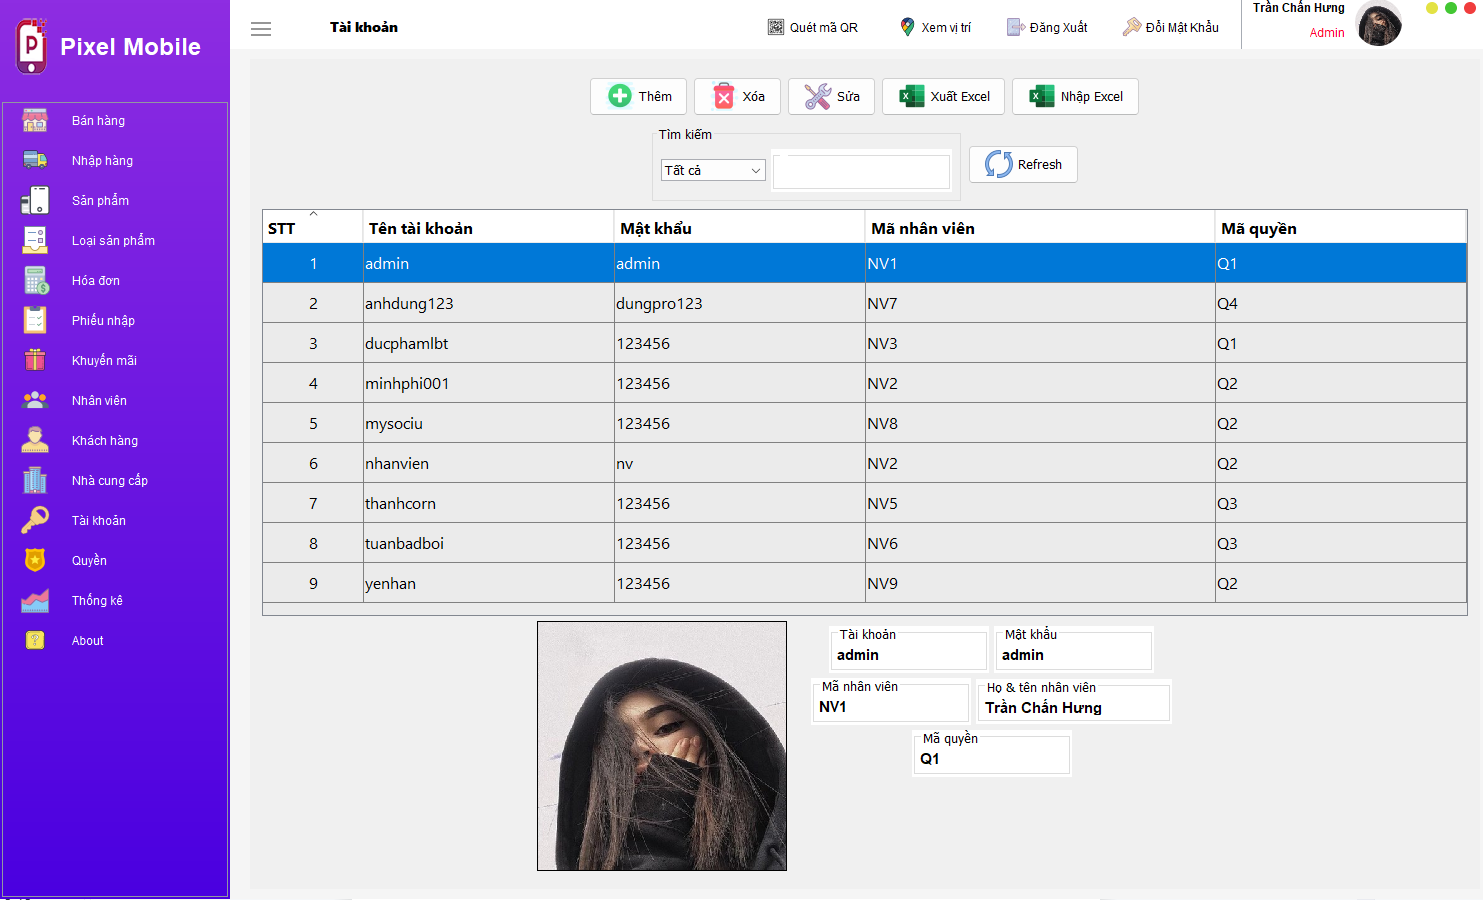 Pixel Mobile
Tài khoản
Quét mã QR
Xem vị trí
Đăng Xuất
Đổi Mật Khẩu
Trần Chấn Hưng
Admin
Bán hàng
Nhập hàng
Sản phẩm
Loại sản phẩm
Hóa đơn
Phiếu nhập
Khuyến mãi
Nhân viên
Khách hàng
Nhà cung cấp
Tài khoản
Quyền
Thống kê
About
Thêm
Xóa
Sửa
Xuất Excel
Nhập Excel
Tìm kiếm
Tất cả
Refresh
STT Tên tài khoản Mật khẩu Mã nhân viên Mã quyền
1 admin admin NV1 Q1
2 anhdung123 dungpro123 NV7 Q4
3 ducphamlbt 123456 NV3 Q1
4 minhphi001 123456 NV2 Q2
5 mysociu 123456 NV8 Q2
6 nhanvien nv NV2 Q2
7 thanhcorn 123456 NV5 Q3
8 tuanbadboi 123456 NV6 Q3
9 yenhan 123456 NV9 Q2
Tài khoản
admin
Mật khẩu
admin
Mã nhân viên
NV1
Họ & tên nhân viên
Trần Chấn Hưng
Mã quyền
Q1